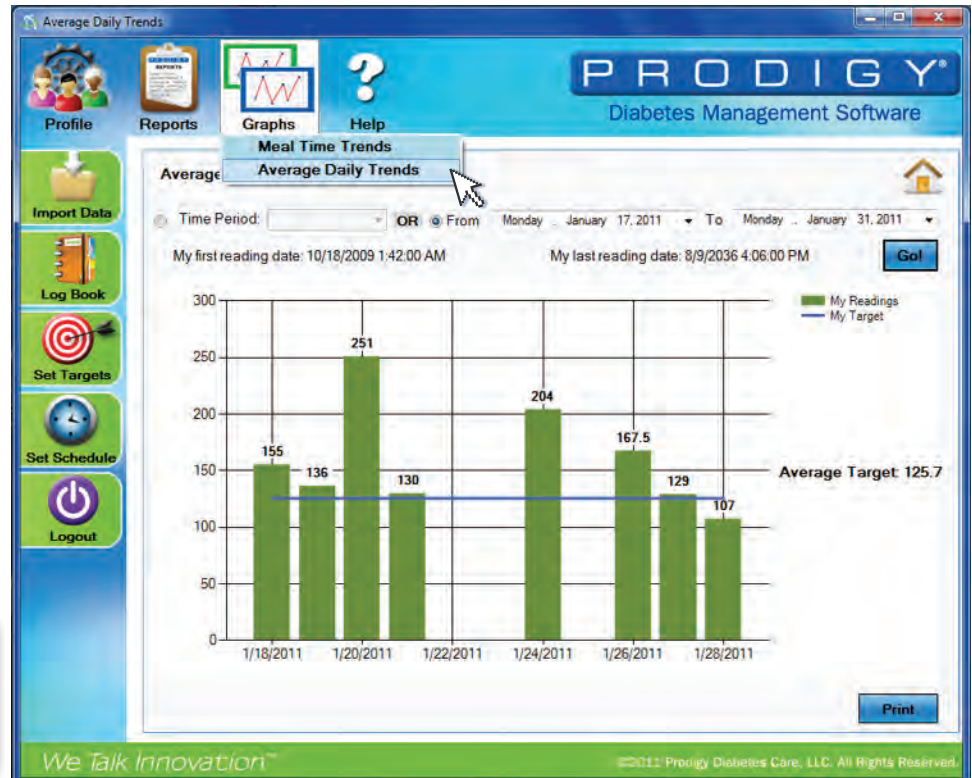 Average Daily Trends
PRODIGY®
Diabetes Management Software
REPORTS
Profile
Reports
Graphs
Help
Meal Time Trends
Average Daily Trends
Average
Import Data
Log Book
Set Targets
Set Schedule
Logout
Time Period: OR From Monday . January 17, 2011 To Monday . January 31, 2011
My first reading date: 10/18/2009 1:42:00 AM My last reading date: 8/9/2036 4:06:00 PM Go!
My Readings
My Target
300
250
200
150
100
50
0
155
136
251
130
204
167.5
129
107
Average Target: 125.7
1/18/2011 1/20/2011 1/22/2011 1/24/2011 1/26/2011 1/28/2011
Print
We Talk Innovation™
©2011 Prodigy Diabetes Care, LLC. All Rights Reserved.